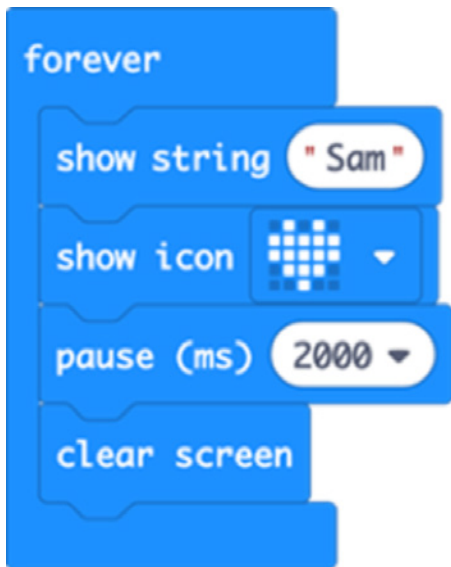 forever
show string "Sam"
show icon
pause (ms) 2000
clear screen